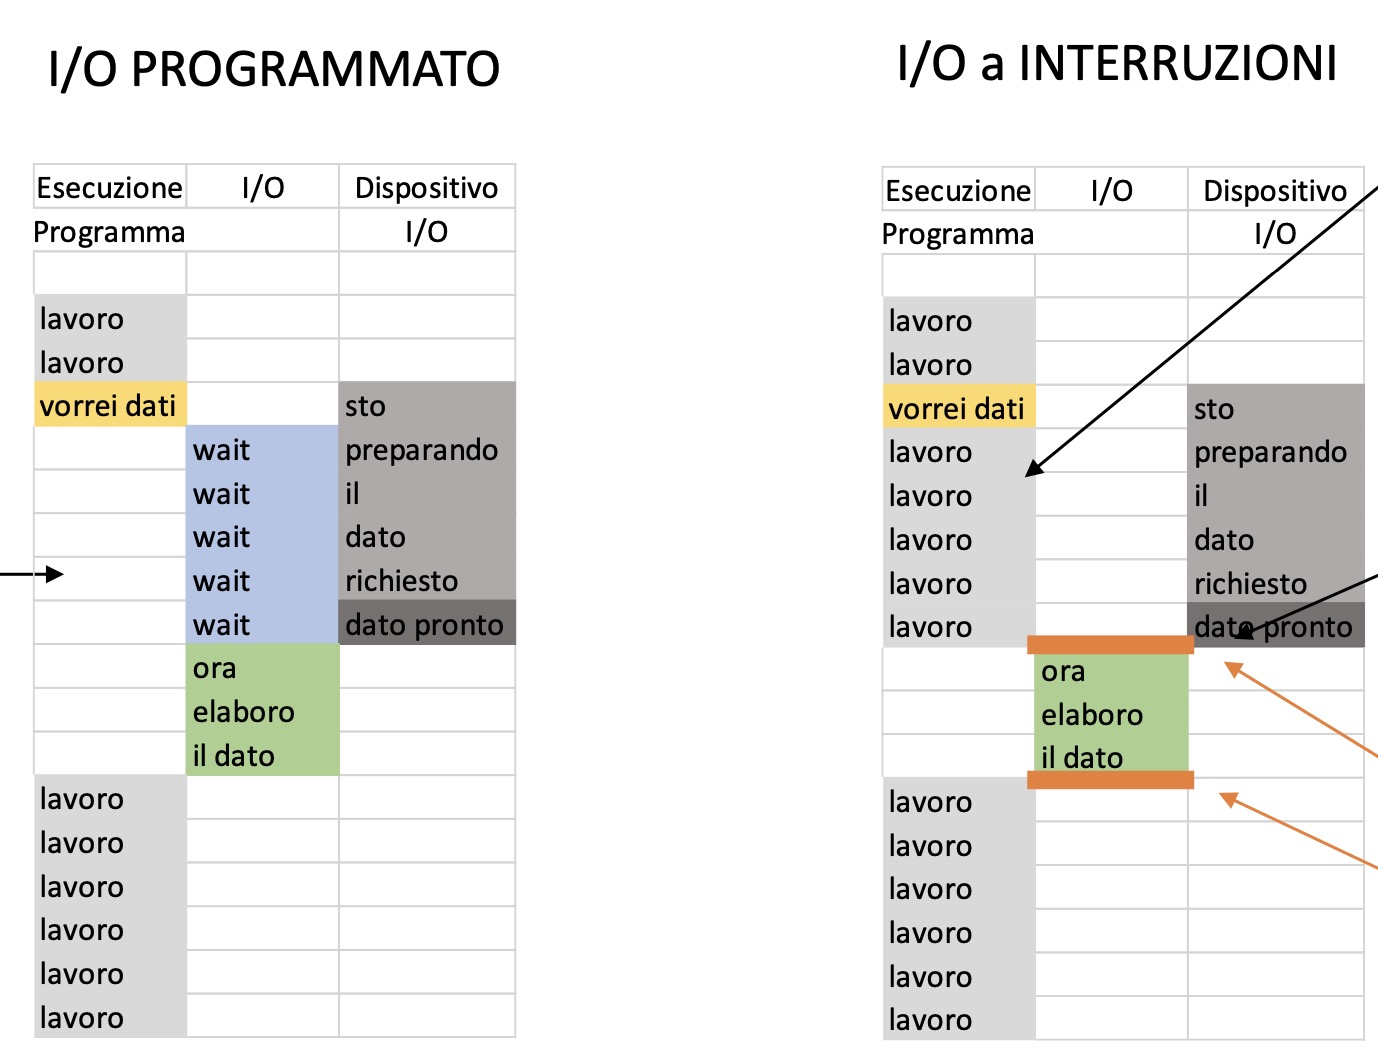 I/O PROGRAMMATO
Esecuzione I/O Dispositivo
Programma I/O
lavoro
lavoro
vorrei dati sto
wait preparando
wait il
wait dato
wait richiesto
wait dato pronto
ora
elaboro
il dato
lavoro
lavoro
lavoro
lavoro
lavoro
lavoro
I/O a INTERRUZIONI
Esecuzione I/O Dispositivo
Programma I/O
lavoro
lavoro
vorrei dati sto
lavoro preparando
lavoro il
lavoro dato
lavoro richiesto
lavoro dato pronto
ora
elaboro
il dato
lavoro
lavoro
lavoro
lavoro
lavoro
lavoro